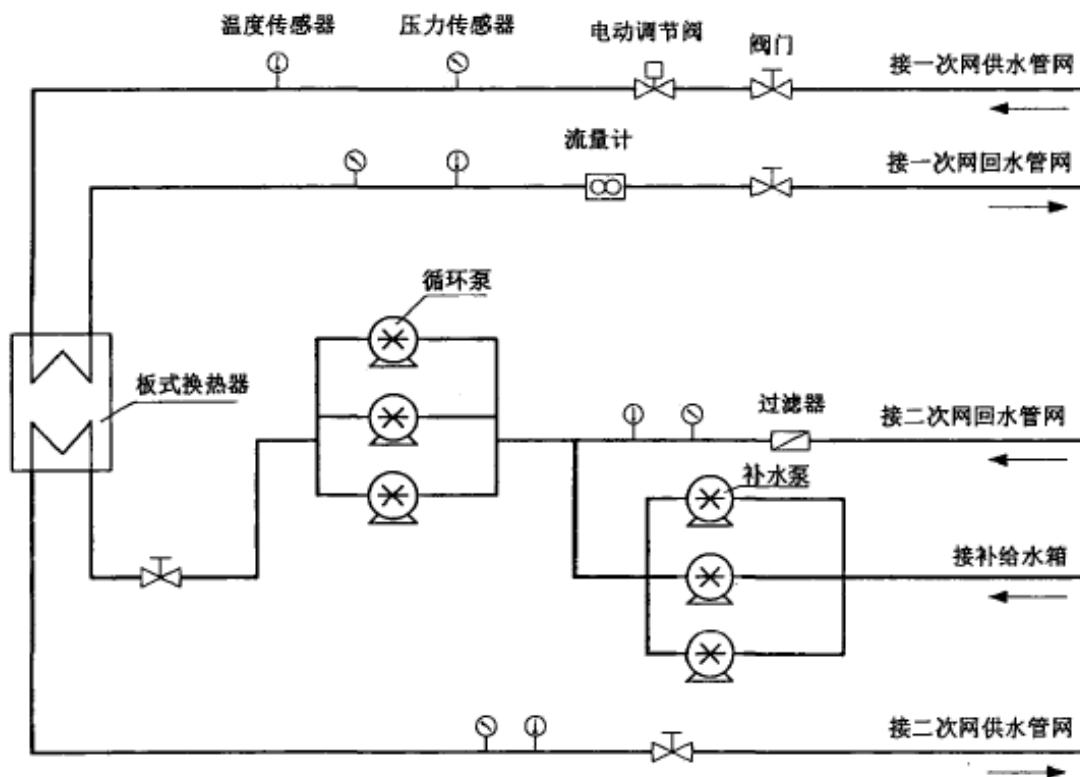 温度传感器
压力传感器
电动调节阀
阀门
接一次网供水管网
流量计
接一次网回水管网
循环泵
板式换热器
过滤器
接二次网回水管网
补水泵
接补给水箱
接二次网供水管网